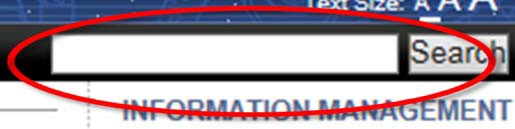 Text Size: A A A
Search
INFORMATION MANAGEMENT